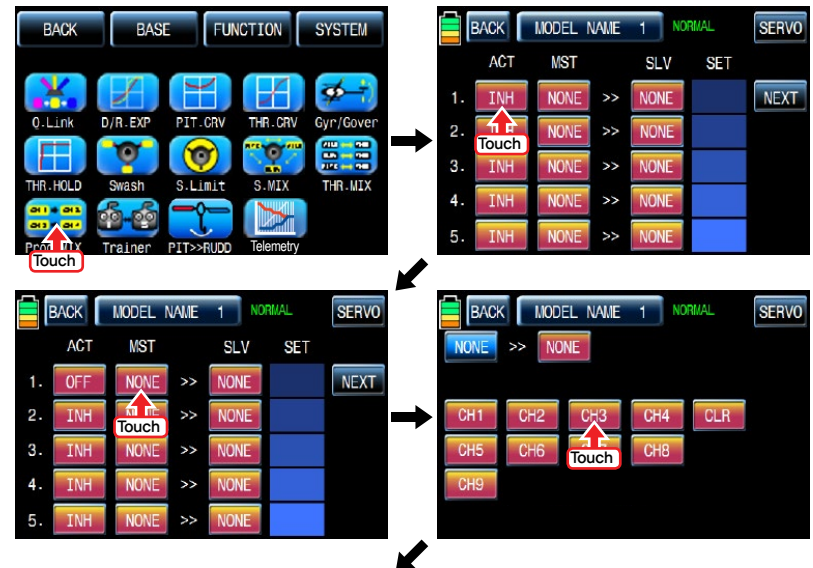 BACK BASE FUNCTION SYSTEM
Q.Link D/R.EXP PIT.CRV THR.CRV Gyr/Gover
THR.HOLD Swash S.Limit S.MIX THR.MIX
Trainer PIT>>RUDD Telemetry
Touch
BACK MODEL NAME 1 NORMAL SERVO
ACT MST SLV SET
1. INH NONE >> NONE NEXT
2. NONE >> NONE
Touch
3. INH NONE >> NONE
4. INH NONE >> NONE
5. INH NONE >> NONE
BACK MODEL NAME 1 NORMAL SERVO
ACT MST SLV SET
1. OFF NONE >> NONE NEXT
2. INH >> NONE
Touch
3. INH NONE >> NONE
4. INH NONE >> NONE
5. INH NONE >> NONE
BACK MODEL NAME 1 NORMAL SERVO
NONE >> NONE
CH1 CH2 CH3 CH4 CLR
CH5 CH6 CH8
Touch
CH9